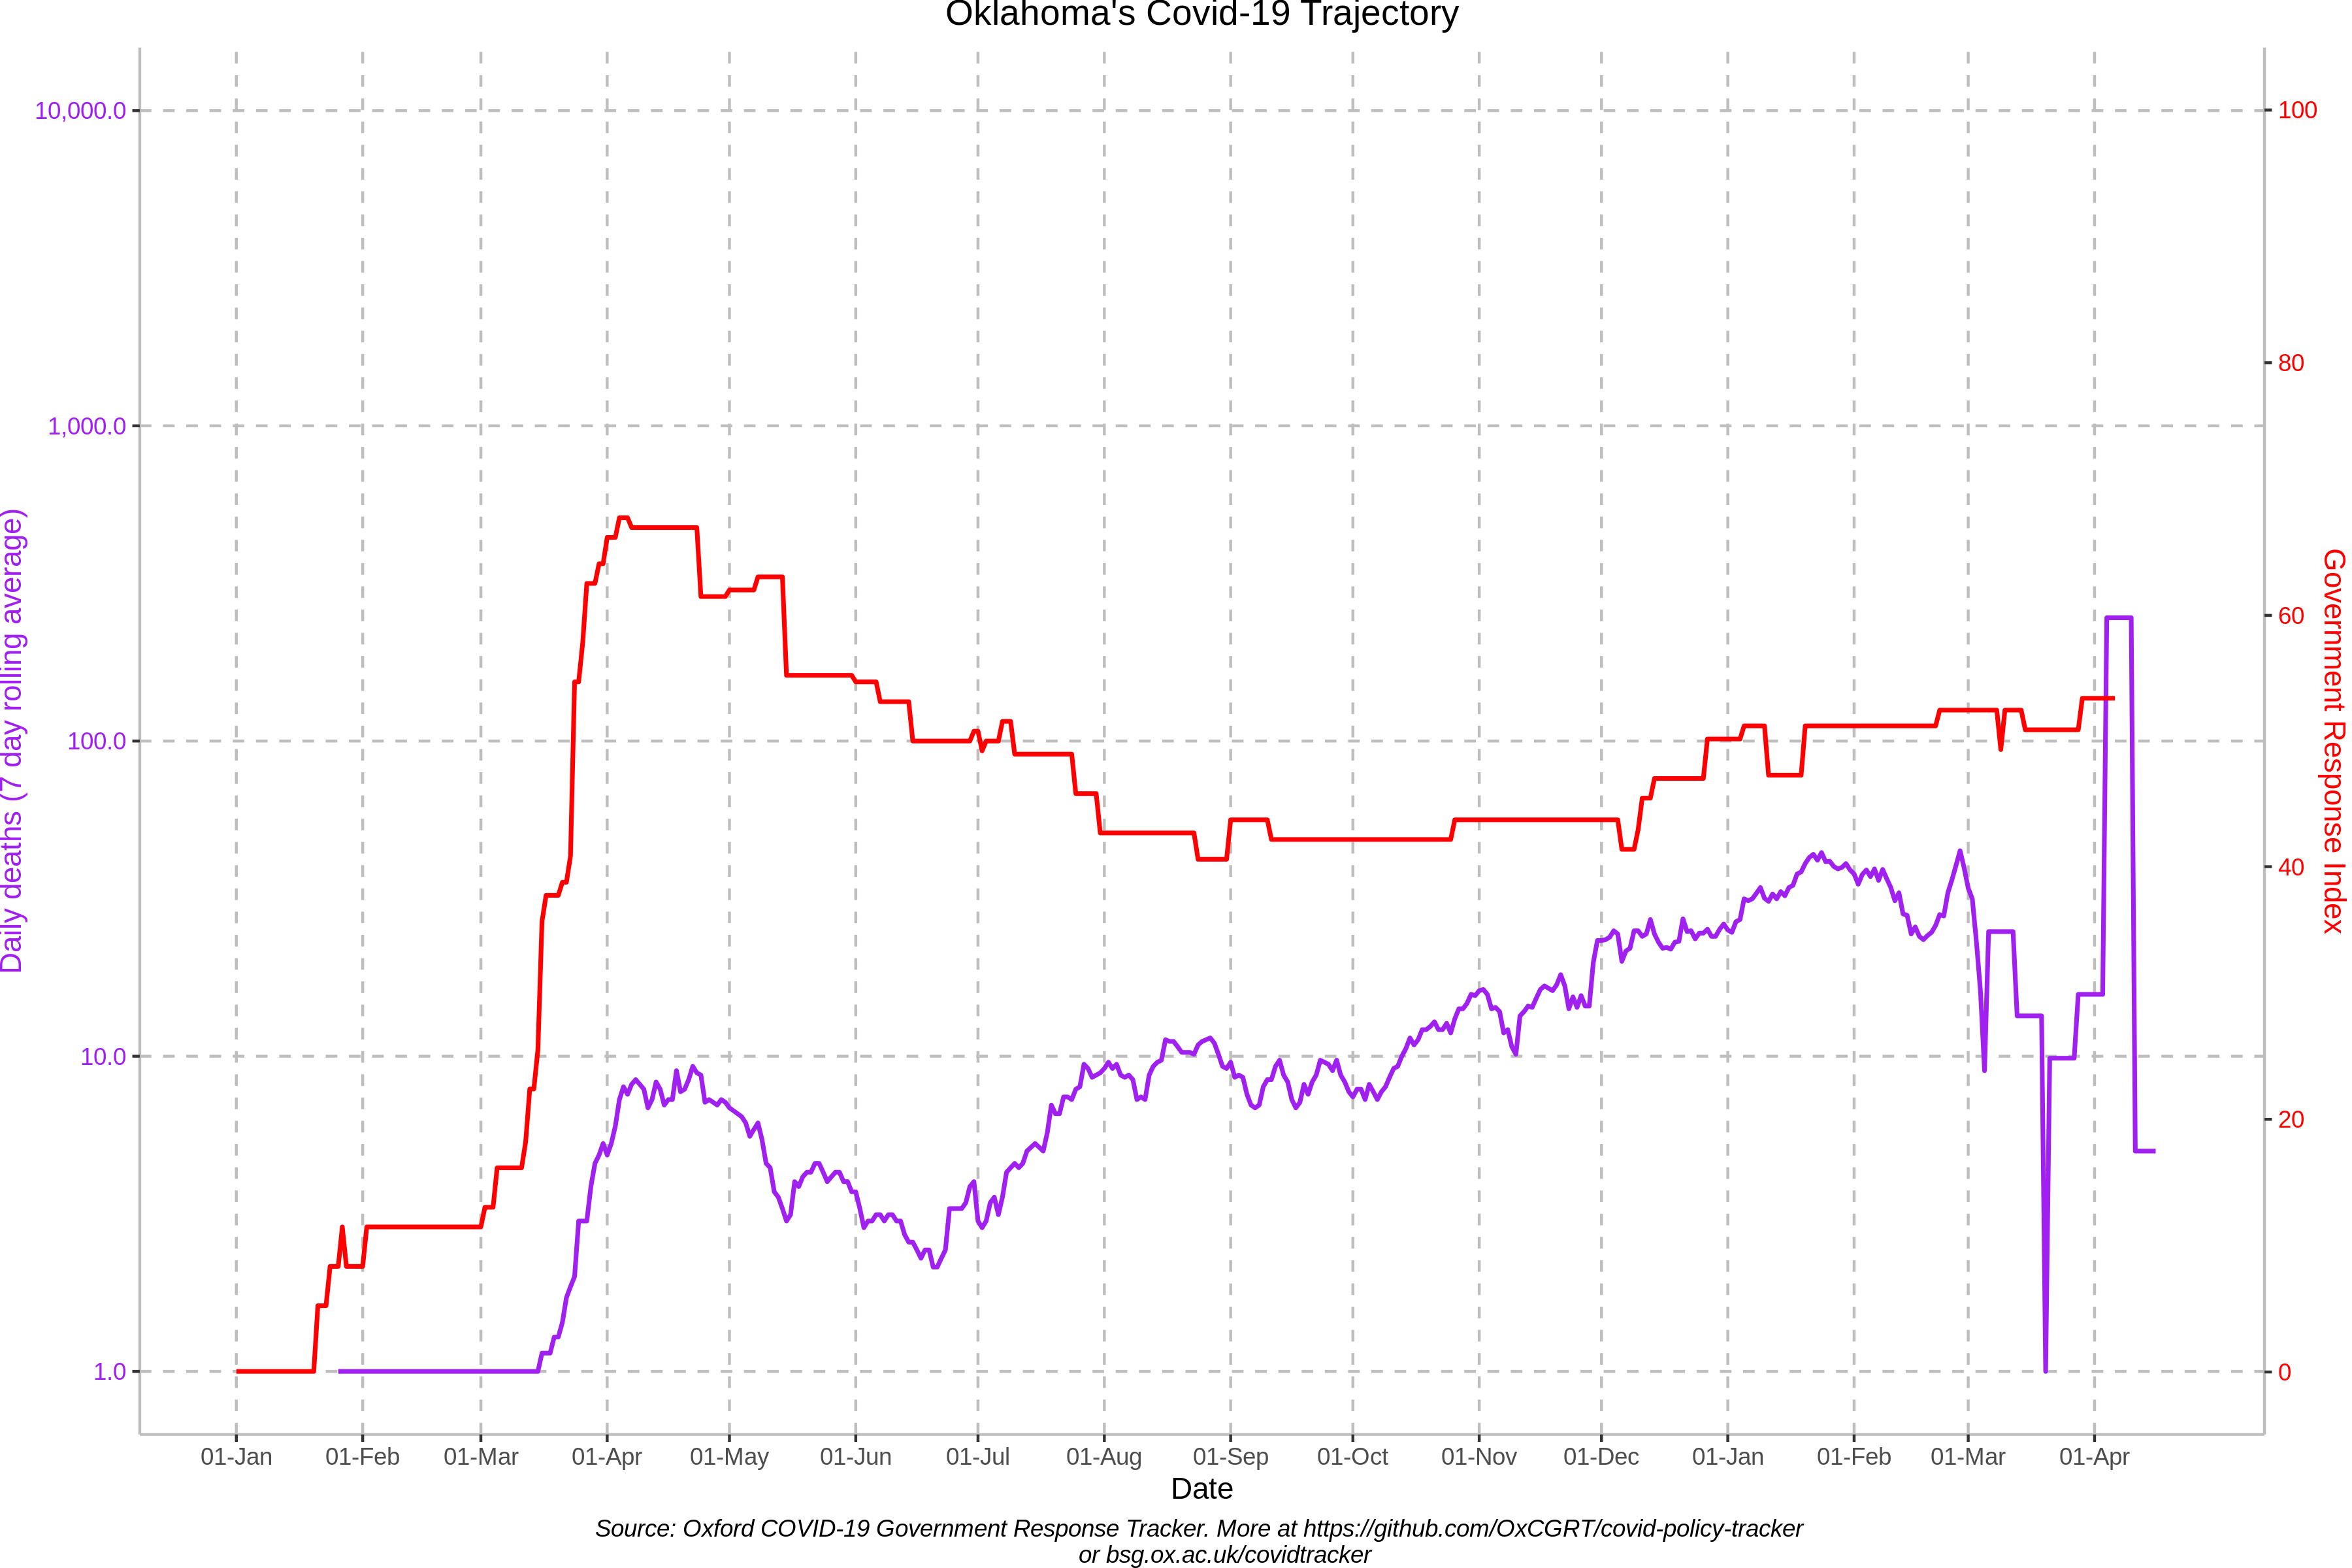 Oklahoma's Covid-19 Trajectory
10,000.0
1,000.0
100.0
10.0
1.0
Daily deaths (7 day rolling average)
100
80
60
40
20
0
Government Response Index
01-Jan 01-Feb 01-Mar 01-Apr 01-May 01-Jun 01-Jul 01-Aug 01-Sep 01-Oct 01-Nov 01-Dec 01-Jan 01-Feb 01-Mar 01-Apr
Date
Source: Oxford COVID-19 Government Response Tracker. More at https://github.com/OxCGRT/covid-policy-tracker
or bsg.ox.ac.uk/covidtracker